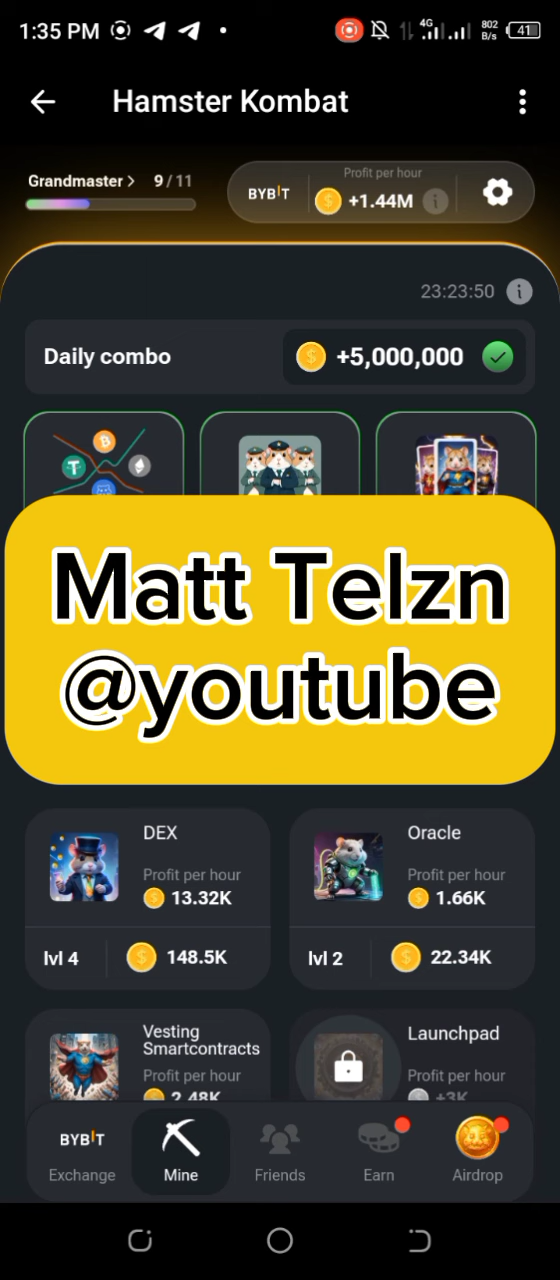 1:35 PM
4G
802
B/s
41
Hamster Kombat
Grandmaster >
9 / 11
BYBIT
Profit per hour
+1.44M
23:23:50
Daily combo
+5,000,000
Matt Telzn
@youtube
DEX
Profit per hour
13.32K
lvl 4
148.5K
Oracle
Profit per hour
1.66K
lvl 2
22.34K
Vesting
Smartcontracts
Profit per hour
2.48K
Launchpad
Profit per hour
+3K
BYBIT
Exchange
Mine
Friends
Earn
Airdrop